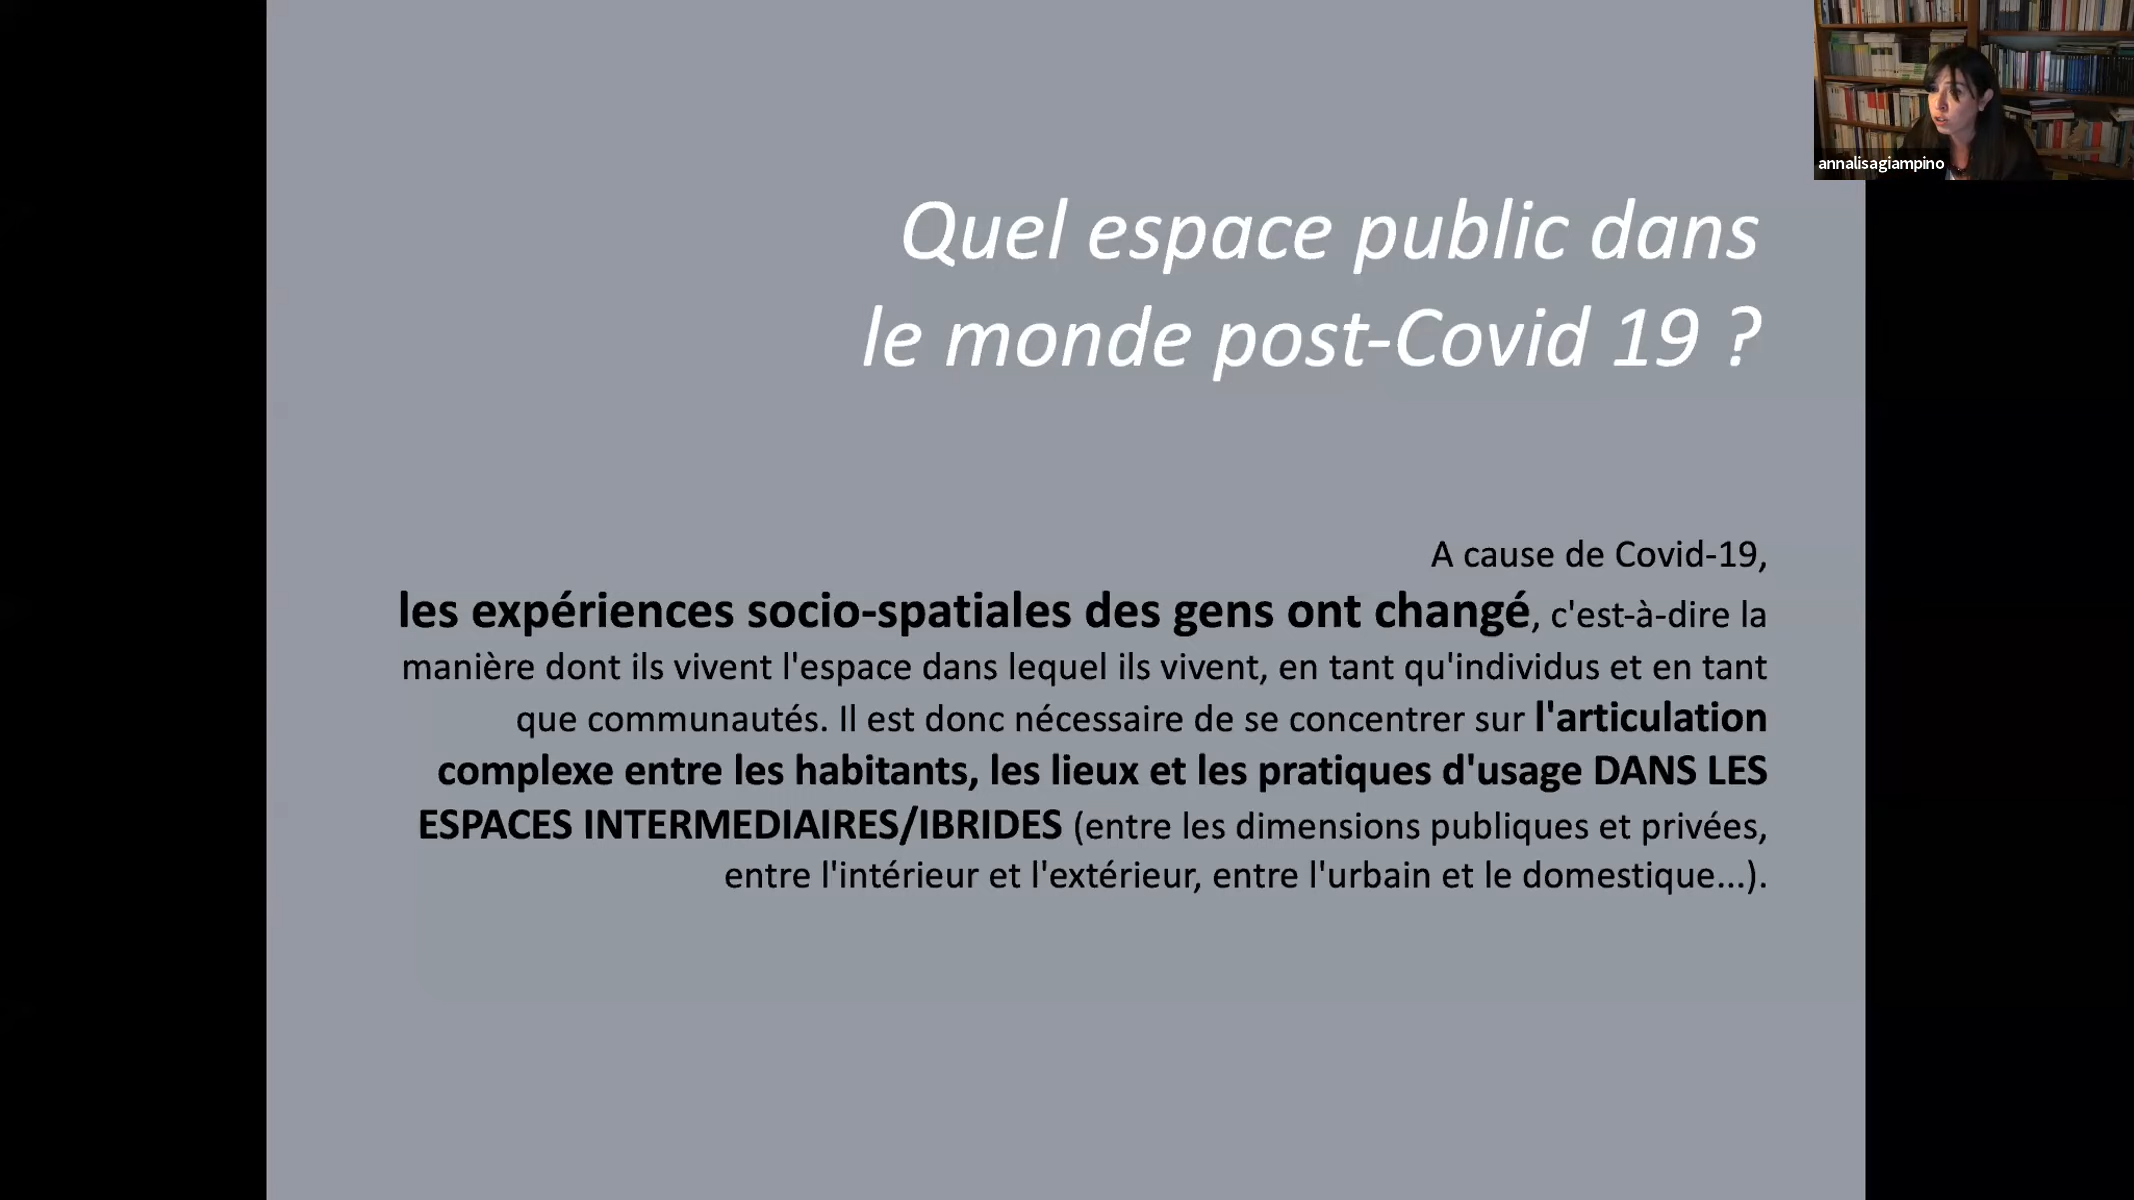 annalisagiampino
Quel espace public dans
le monde post-Covid 19 ?
A cause de Covid-19,
les expériences socio-spatiales des gens ont changé, c'est-à-dire la
manière dont ils vivent l'espace dans lequel ils vivent, en tant qu'individus et en tant
que communautés. Il est donc nécessaire de se concentrer sur l'articulation
complexe entre les habitants, les lieux et les pratiques d'usage DANS LES
ESPACES INTERMEDIAIRES/IBRIDES (entre les dimensions publiques et privées,
entre l'intérieur et l'extérieur, entre l'urbain et le domestique...).